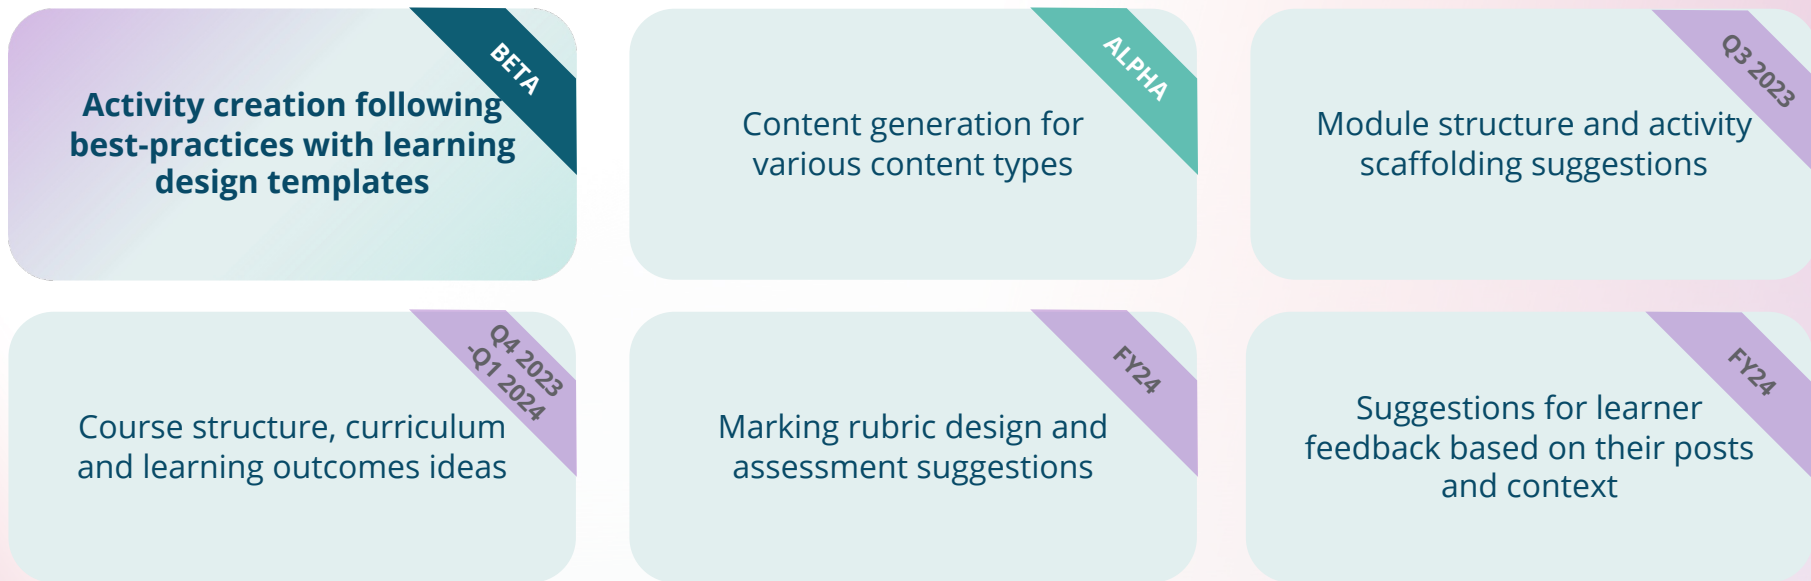 BETA
Activity creation following
best-practices with learning
design templates
ALPHA
Content generation for
various content types
Q3 2023
Module structure and activity
scaffolding suggestions
Q4 2023
-Q1 2024
Course structure, curriculum
and learning outcomes ideas
FY24
Marking rubric design and
assessment suggestions
FY24
Suggestions for learner
feedback based on their posts
and context